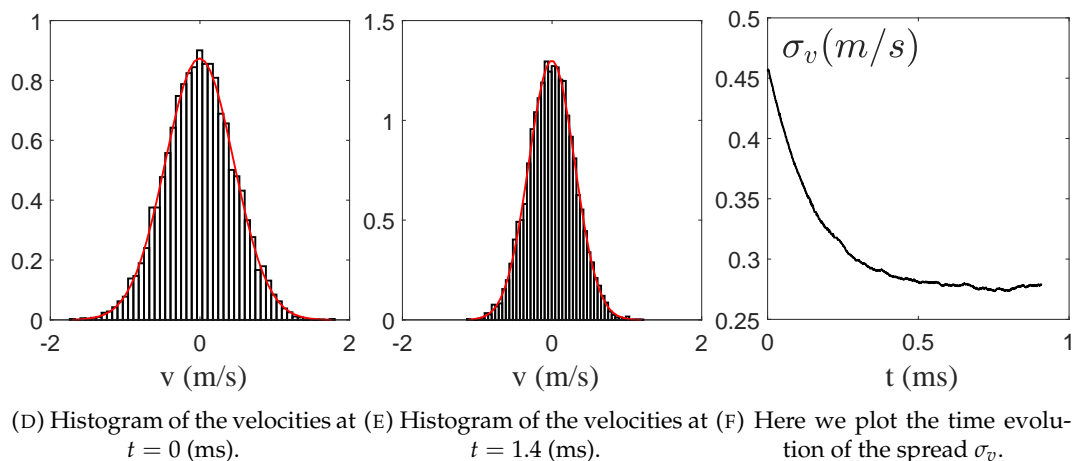 1
0.8
0.6
0.4
0.2
0
-2
0
2
v (m/s)
1.5
1
0.5
0
-2
0
2
v (m/s)
0.5
0.45
0.4
0.35
0.3
0.25
0
0.5
1
σ_v(m/s)
t (ms)
(D) Histogram of the velocities at
t = 0 (ms).
(E) Histogram of the velocities at
t = 1.4 (ms).
(F) Here we plot the time evolu-
tion of the spread σ_v.